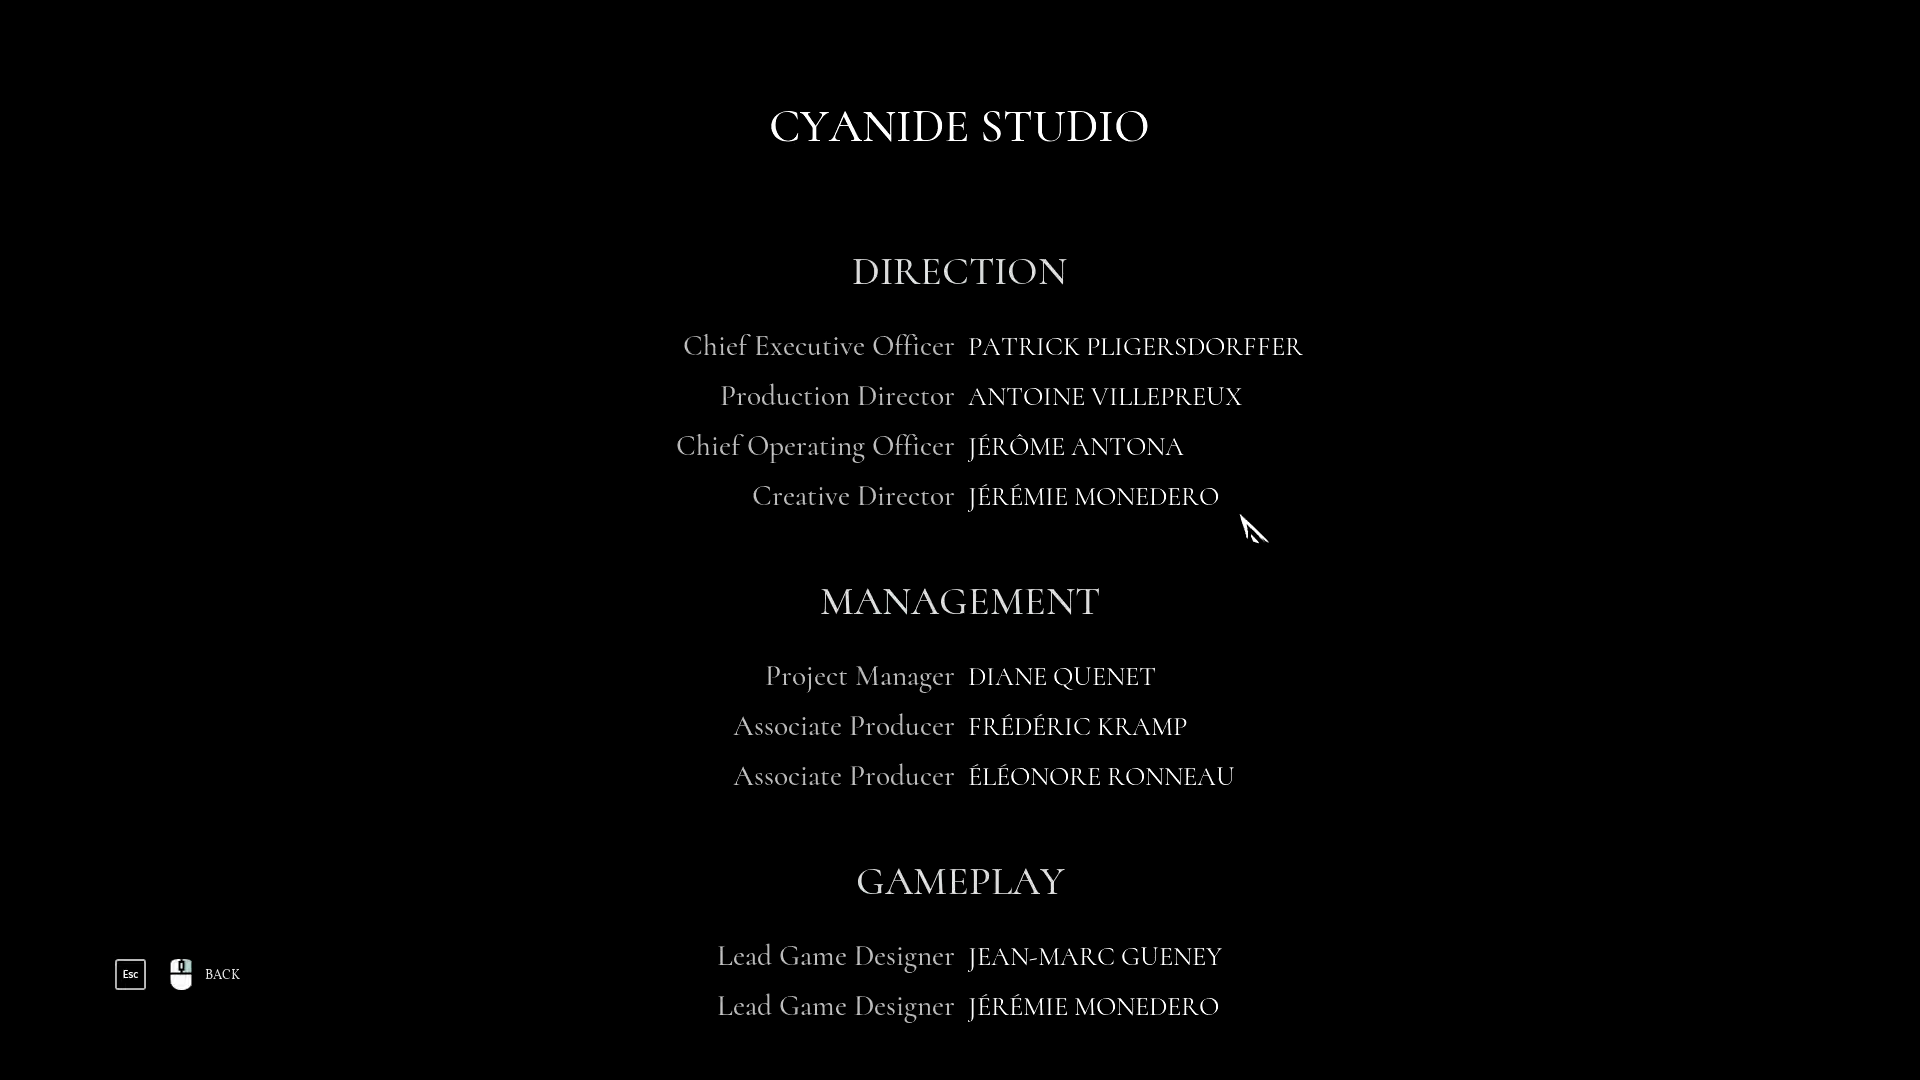 CYANIDE STUDIO
DIRECTION
Chief Executive Officer PATRICK PLIGERSDORFFER
Production Director ANTOINE VILLEPREUX
Chief Operating Officer JÉRÔME ANTONA
Creative Director JÉRÉMIE MONEDERO
MANAGEMENT
Project Manager DIANE QUENET
Associate Producer FRÉDÉRIC KRAMP
Associate Producer ÉLÉONORE RONNEAU
GAMEPLAY
Lead Game Designer JEAN-MARC GUENEY
Esc BACK
Lead Game Designer JÉRÉMIE MONEDERO